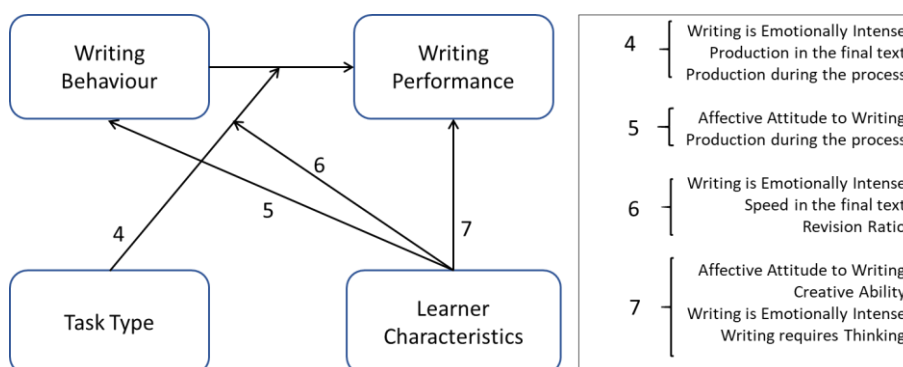 Writing
Behaviour
Writing
Performance
4
5
6
7
Task Type
Learner
Characteristics
4
Writing is Emotionally Intense
Production in the final text
Production during the process
5
Affective Attitude to Writing
Production during the process
6
Writing is Emotionally Intense
Speed in the final text
Revision Ratio
7
Affective Attitude to Writing
Creative Ability
Writing is Emotionally Intense
Writing requires Thinking